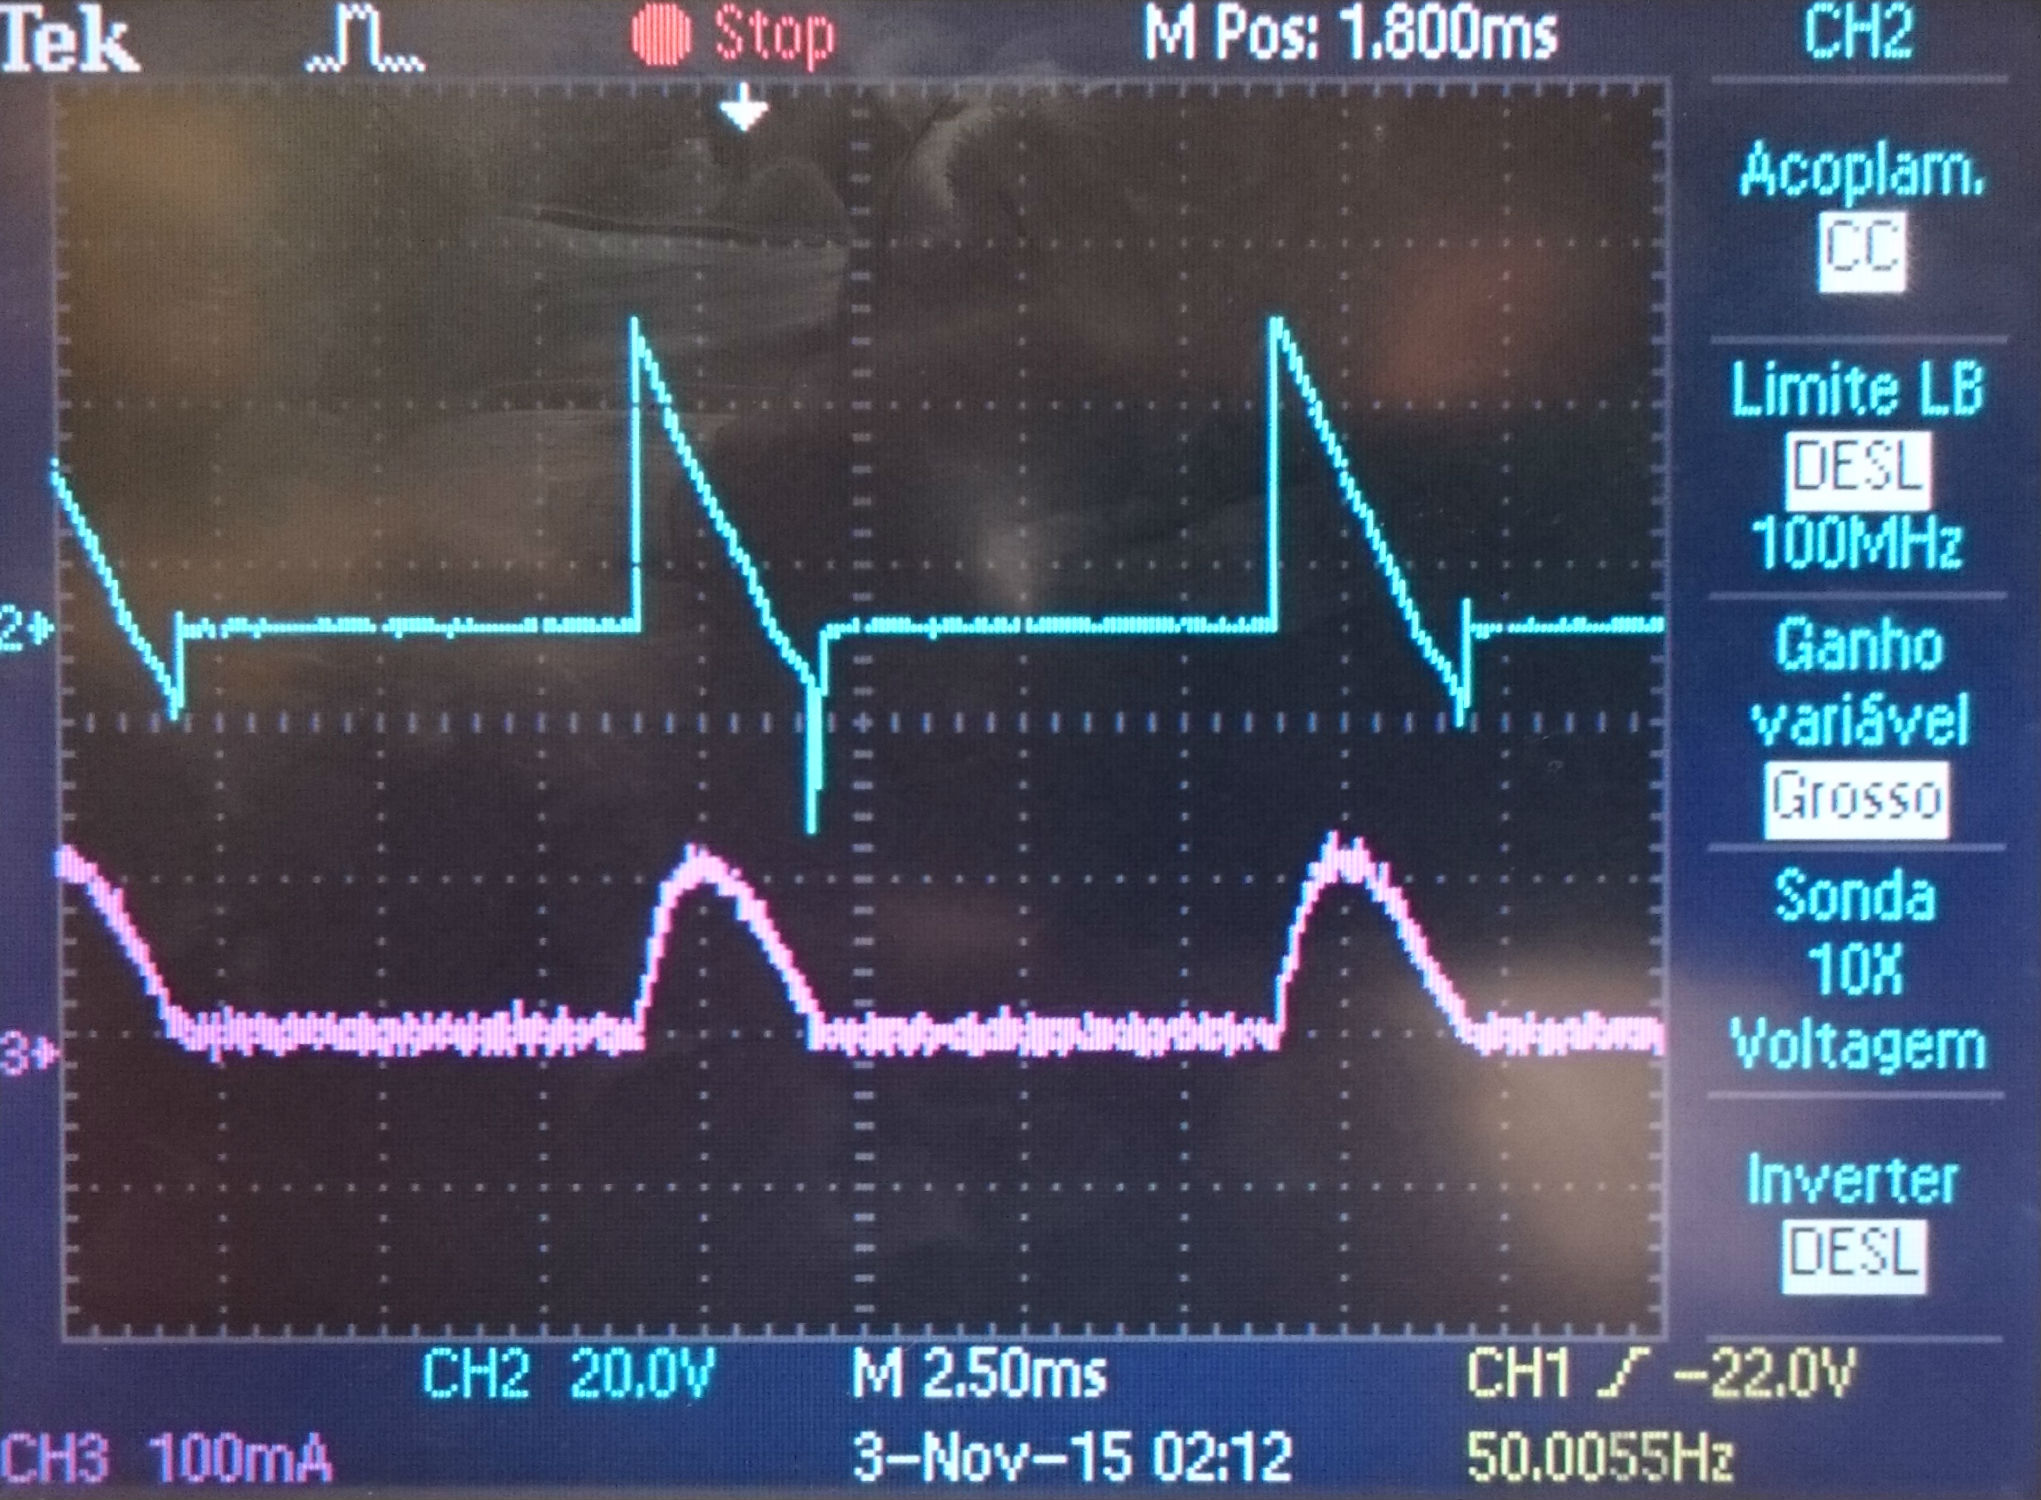 Tek Stop M Pos: 1.800ms CH2
Acoplam.
CC
Limite LB
DESL
100MHz
Ganho
variável
Grosso
2
Sonda
10X
Voltagem
3
Inverter
DESL
CH2 20.0V M 2.50ms CH1 -22.0V
CH3 100mA 3-Nov-15 02:12 50.0055Hz